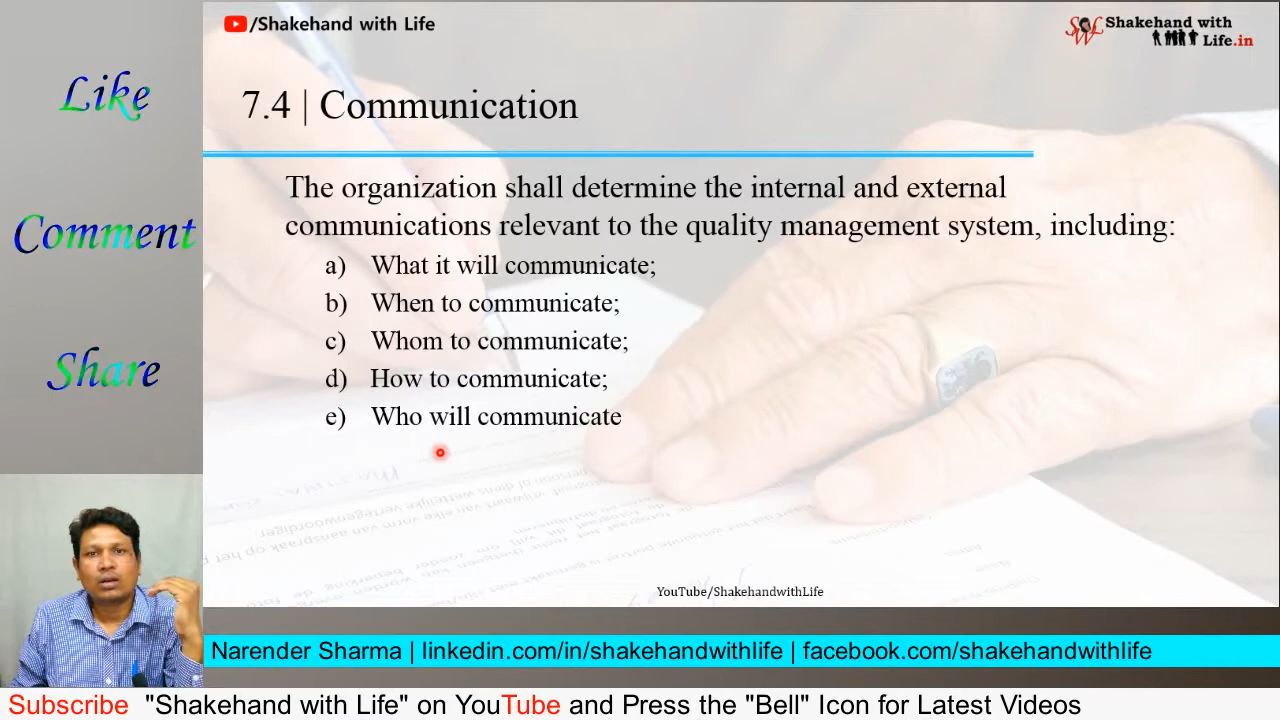 /Shakehand with Life
Shakehand with
Life.in
Like
Comment
Share
7.4 | Communication
The organization shall determine the internal and external
communications relevant to the quality management system, including:
a) What it will communicate;
b) When to communicate;
c) Whom to communicate;
d) How to communicate;
e) Who will communicate
YouTube/ShakehandwithLife
Narender Sharma | linkedin.com/in/shakehandwithlife | facebook.com/shakehandwithlife
Subscribe "Shakehand with Life" on YouTube and Press the "Bell" Icon for Latest Videos